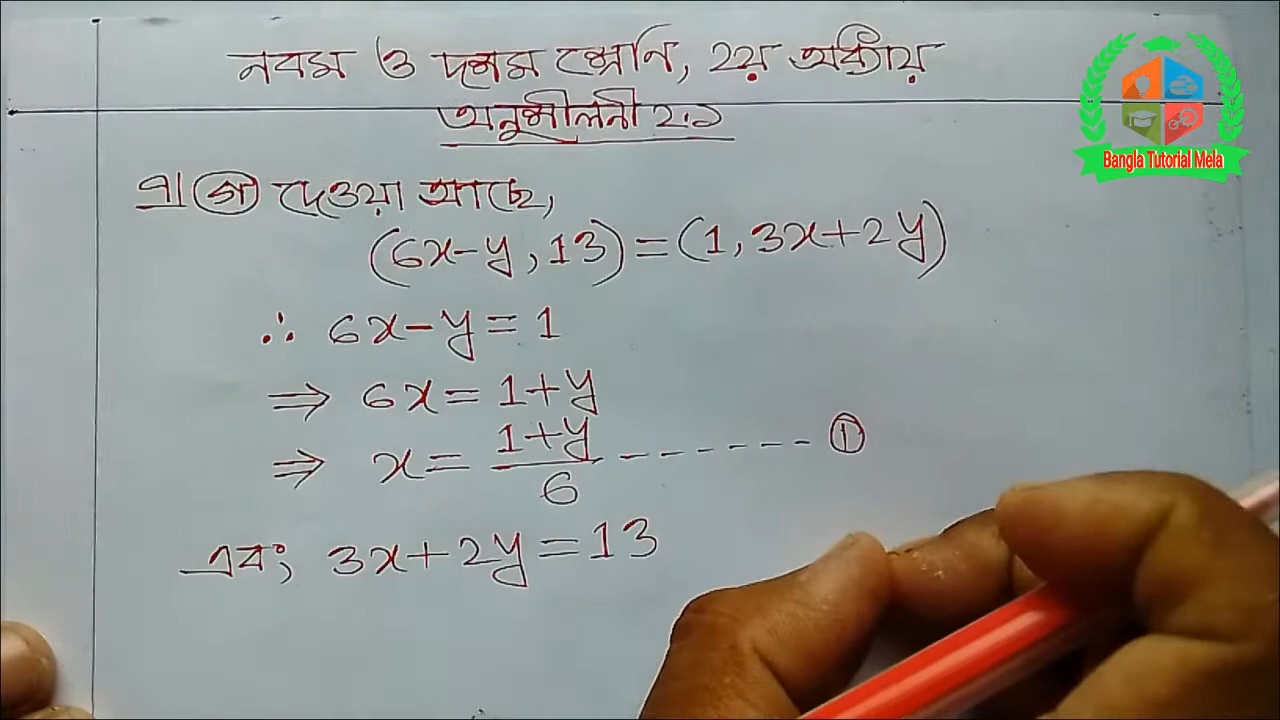 নবম ও দশম শ্রেনি, ২য় অধ্যায়
অনুশীলনী ২.১
৯। গ দেওয়া আছে,
(6x-y, 13) = (1, 3x+2y)
∴ 6x-y = 1
⇒ 6x = 1+y
⇒ x = (1+y)/6 ------- ①
এবং, 3x+2y = 13
Bangla Tutorial Mela